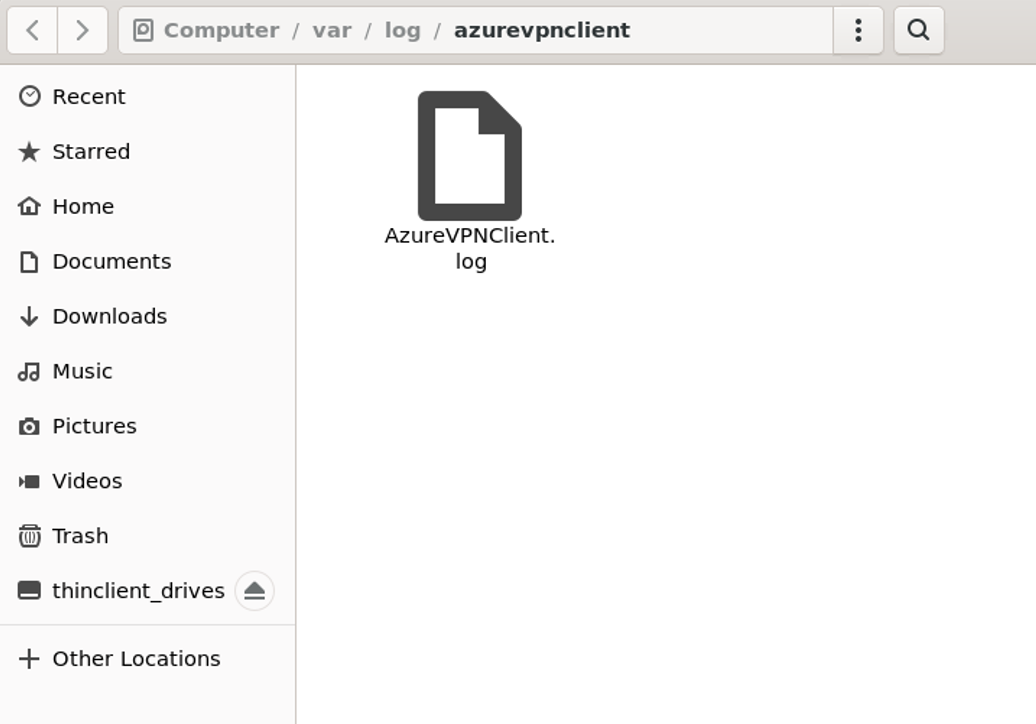 Computer / var / log / azurevpnclient
Recent
Starred
Home
Documents
Downloads
Music
Pictures
Videos
Trash
thinclient_drives
Other Locations
AzureVPNClient.
log